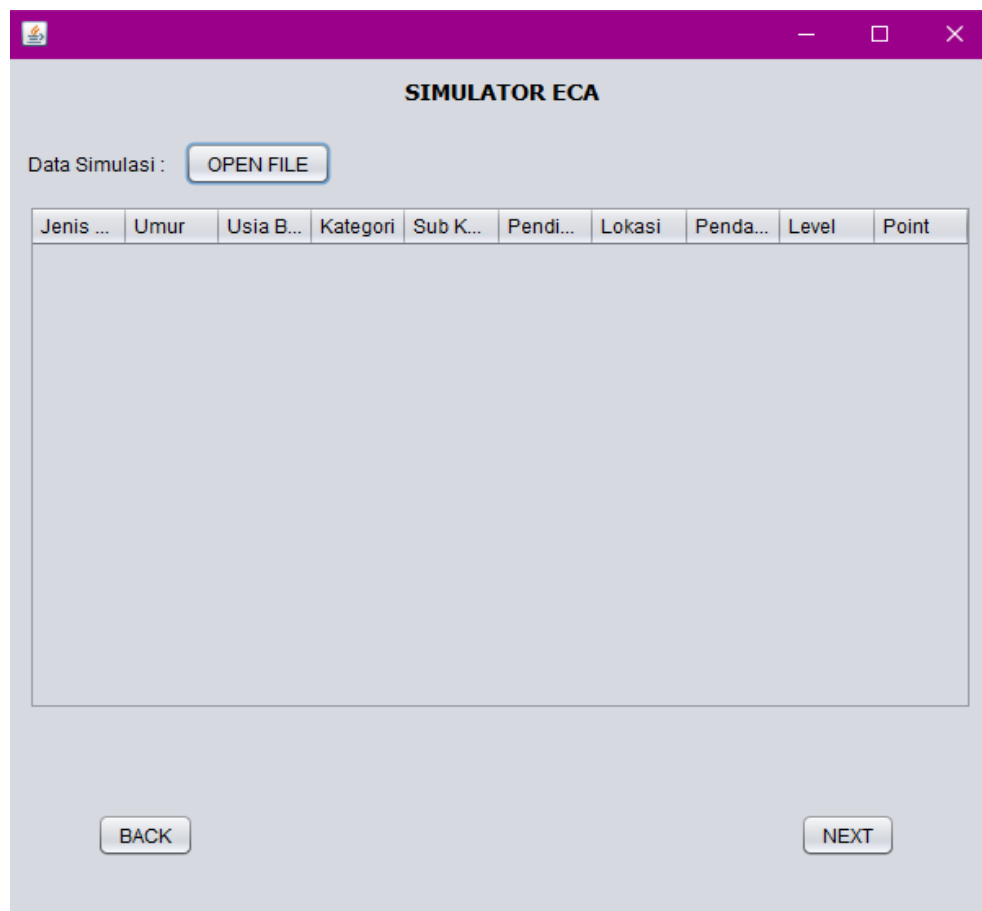 SIMULATOR ECA
Data Simulasi : OPEN FILE
Jenis ... Umur Usia B... Kategori Sub K... Pendi... Lokasi Penda... Level Point
BACK NEXT